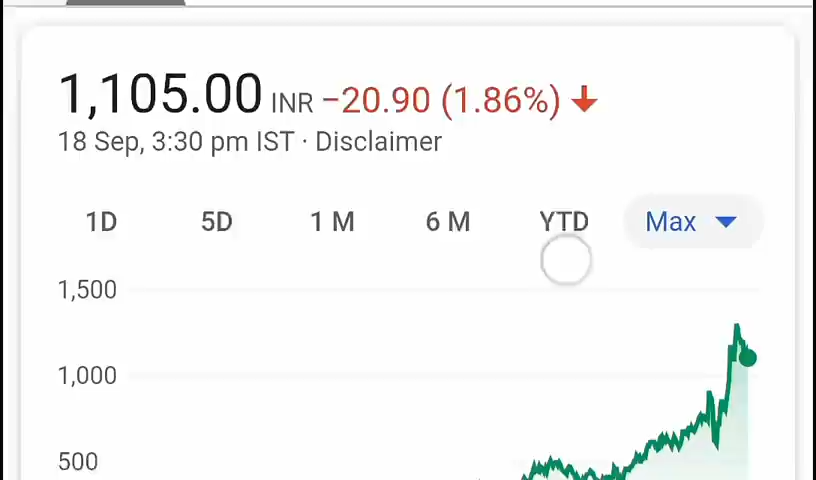 1,105.00 INR −20.90 (1.86%)
18 Sep, 3:30 pm IST · Disclaimer
1D 5D 1 M 6 M YTD Max
1,500
1,000
500